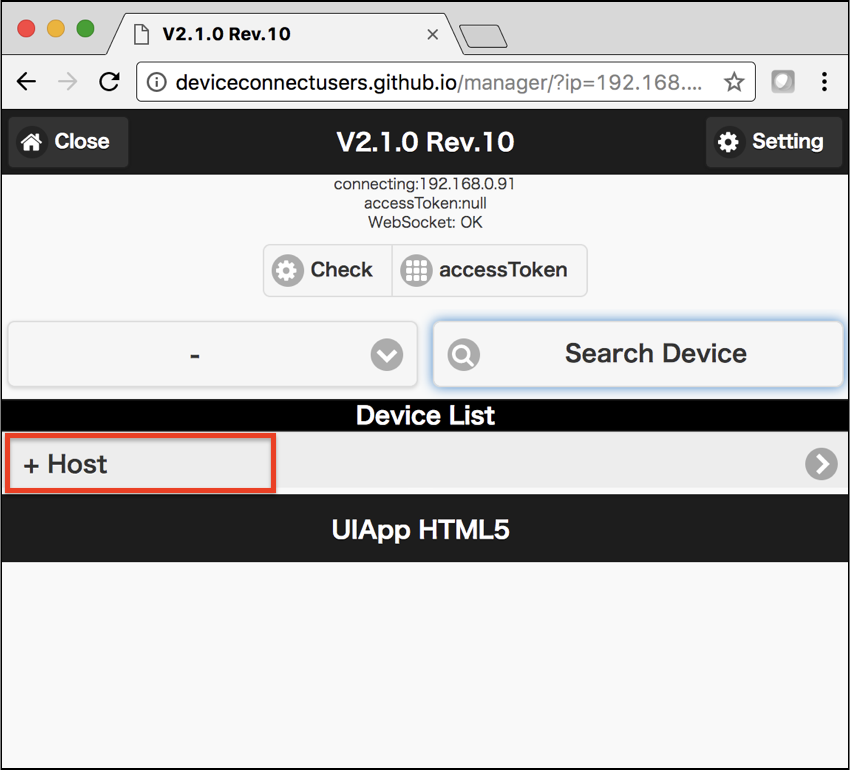 V2.1.0 Rev.10
deviceconnectusers.github.io/manager/?ip=192.168....
Close
V2.1.0 Rev.10
Setting
connecting:192.168.0.91
accessToken:null
WebSocket: OK
Check
accessToken
-
Search Device
Device List
+ Host
UIApp HTML5